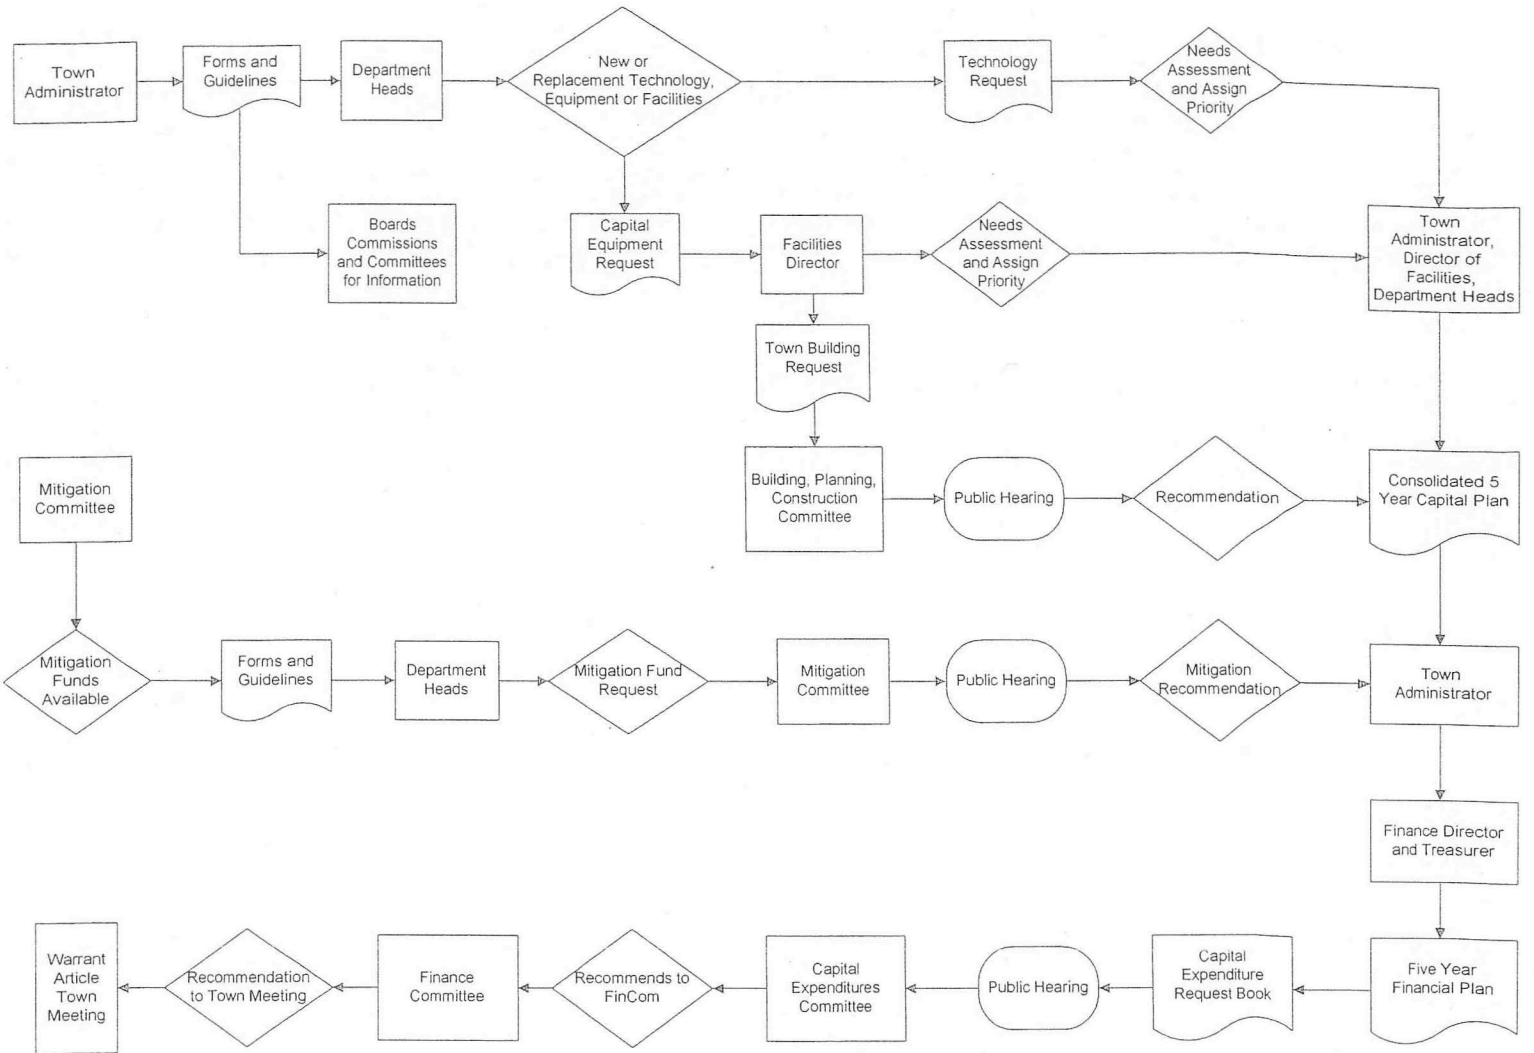 Town
Administrator
Forms and
Guidelines
Department
Heads
New or
Replacement Technology,
Equipment or Facilities
Technology
Request
Needs
Assessment
and Assign
Priority
Boards
Commissions
and Committees
for Information
Capital
Equipment
Request
Facilities
Director
Needs
Assessment
and Assign
Priority
Town
Administrator,
Director of
Facilities,
Department Heads
Town Building
Request
Mitigation
Committee
Building, Planning,
Construction
Committee
Public Hearing
Recommendation
Consolidated 5
Year Capital Plan
Mitigation
Funds
Available
Forms and
Guidelines
Department
Heads
Mitigation Fund
Request
Mitigation
Committee
Public Hearing
Mitigation
Recommendation
Town
Administrator
Finance Director
and Treasurer
Warrant
Article
Town
Meeting
Recommendation
to Town Meeting
Finance
Committee
Recommends to
FinCom
Capital
Expenditures
Committee
Public Hearing
Capital
Expenditure
Request Book
Five Year
Financial Plan